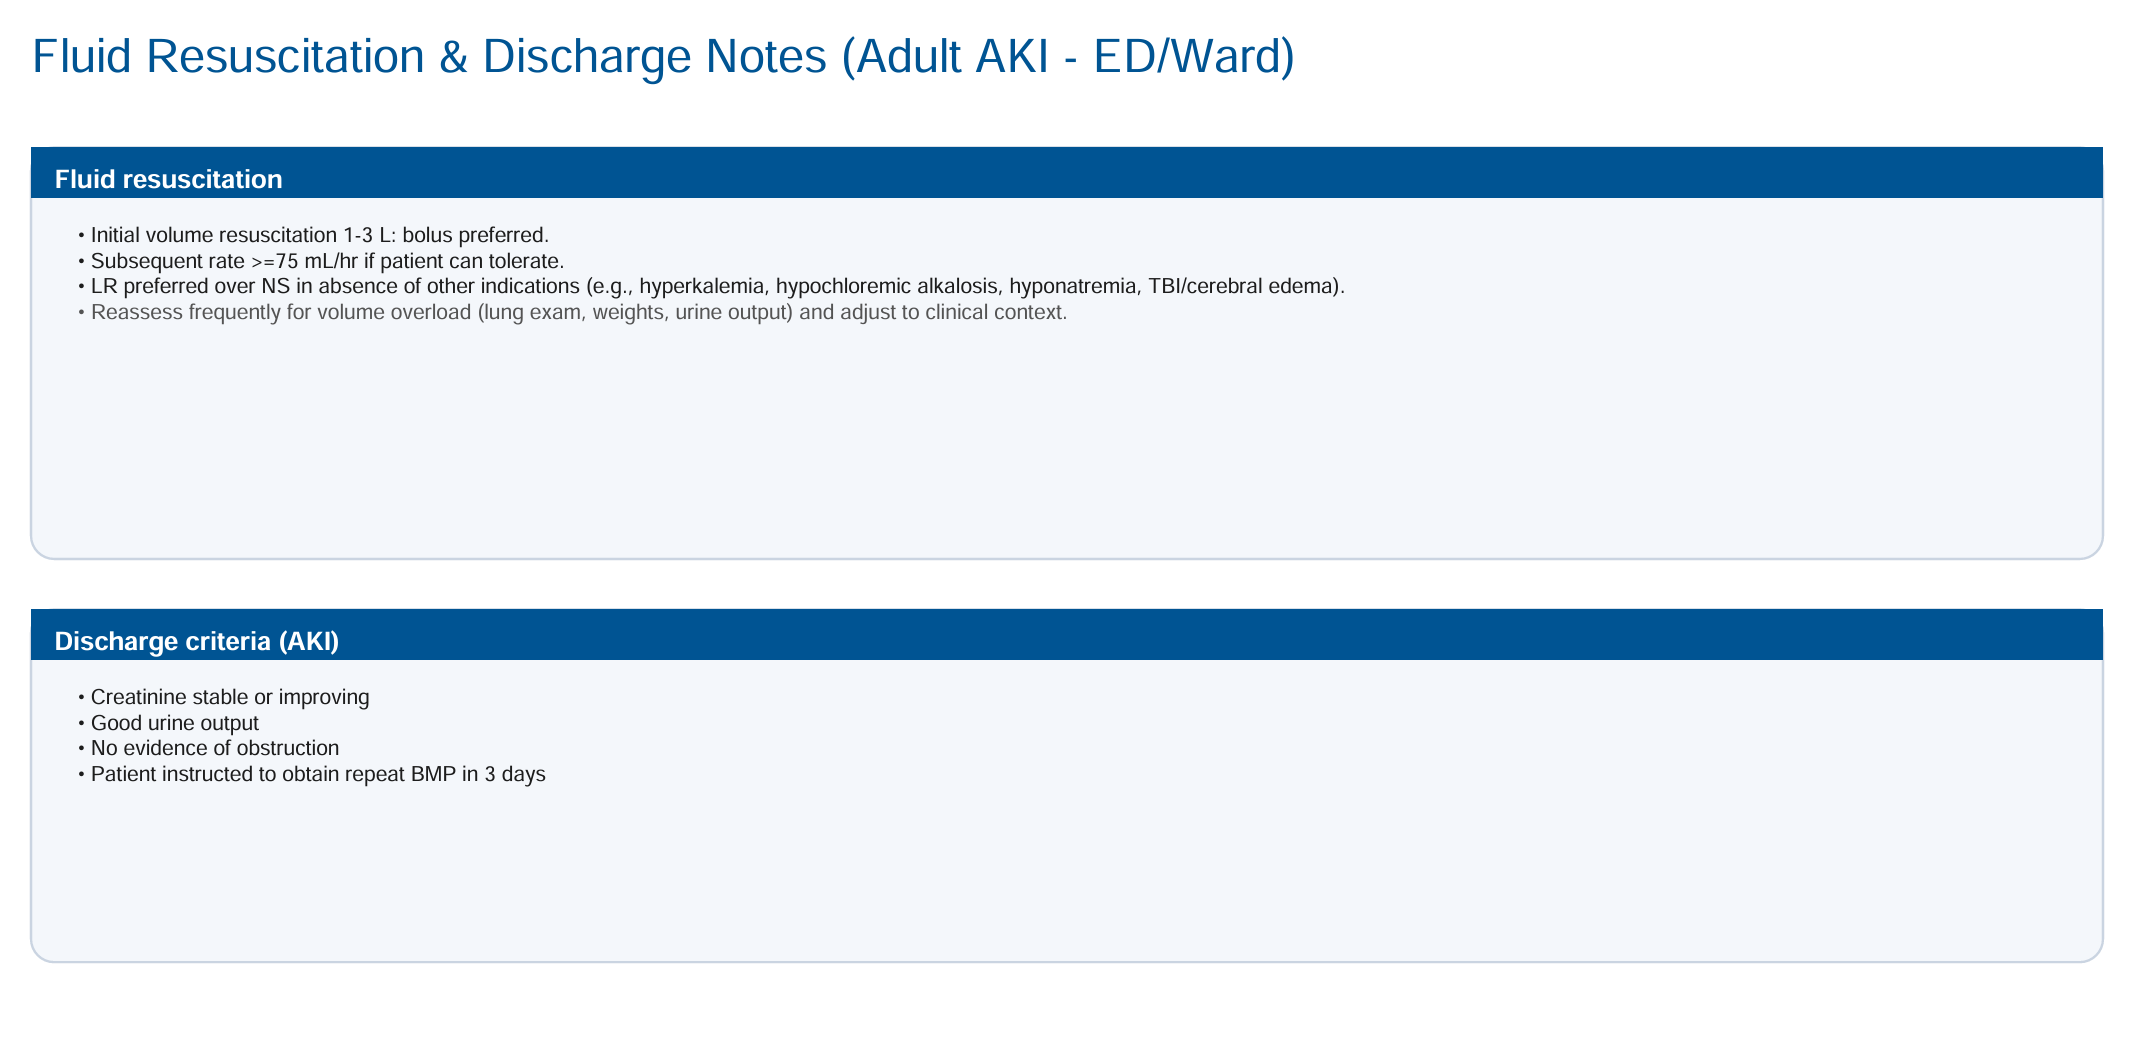 Fluid Resuscitation & Discharge Notes (Adult AKI - ED/Ward)
Fluid resuscitation
• Initial volume resuscitation 1-3 L: bolus preferred.
• Subsequent rate >=75 mL/hr if patient can tolerate.
• LR preferred over NS in absence of other indications (e.g., hyperkalemia, hypochloremic alkalosis, hyponatremia, TBI/cerebral edema).
• Reassess frequently for volume overload (lung exam, weights, urine output) and adjust to clinical context.
Discharge criteria (AKI)
• Creatinine stable or improving
• Good urine output
• No evidence of obstruction
• Patient instructed to obtain repeat BMP in 3 days